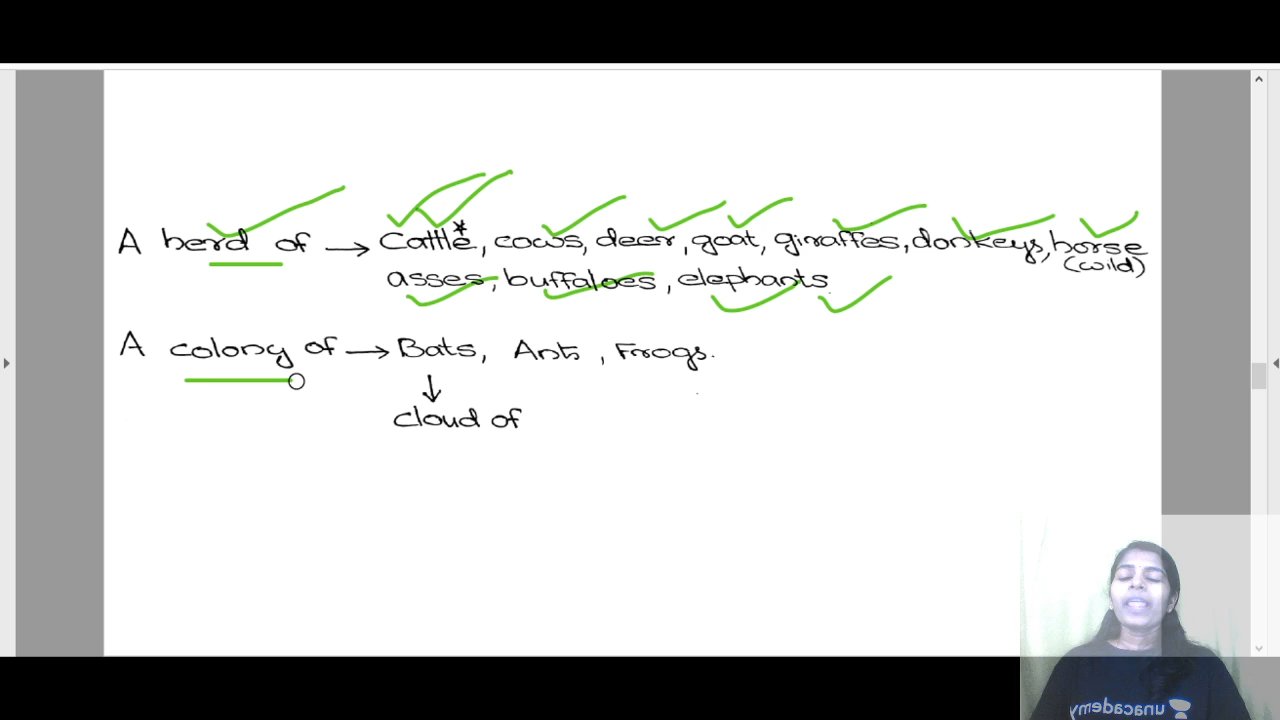 A herd of → Cattle*, cows, deer, goat, giraffes, donkeys, horse
(wild)
asses, buffaloes, elephants.
A colony of → Bats, Ants, Frogs.
↓
cloud of
unacademy